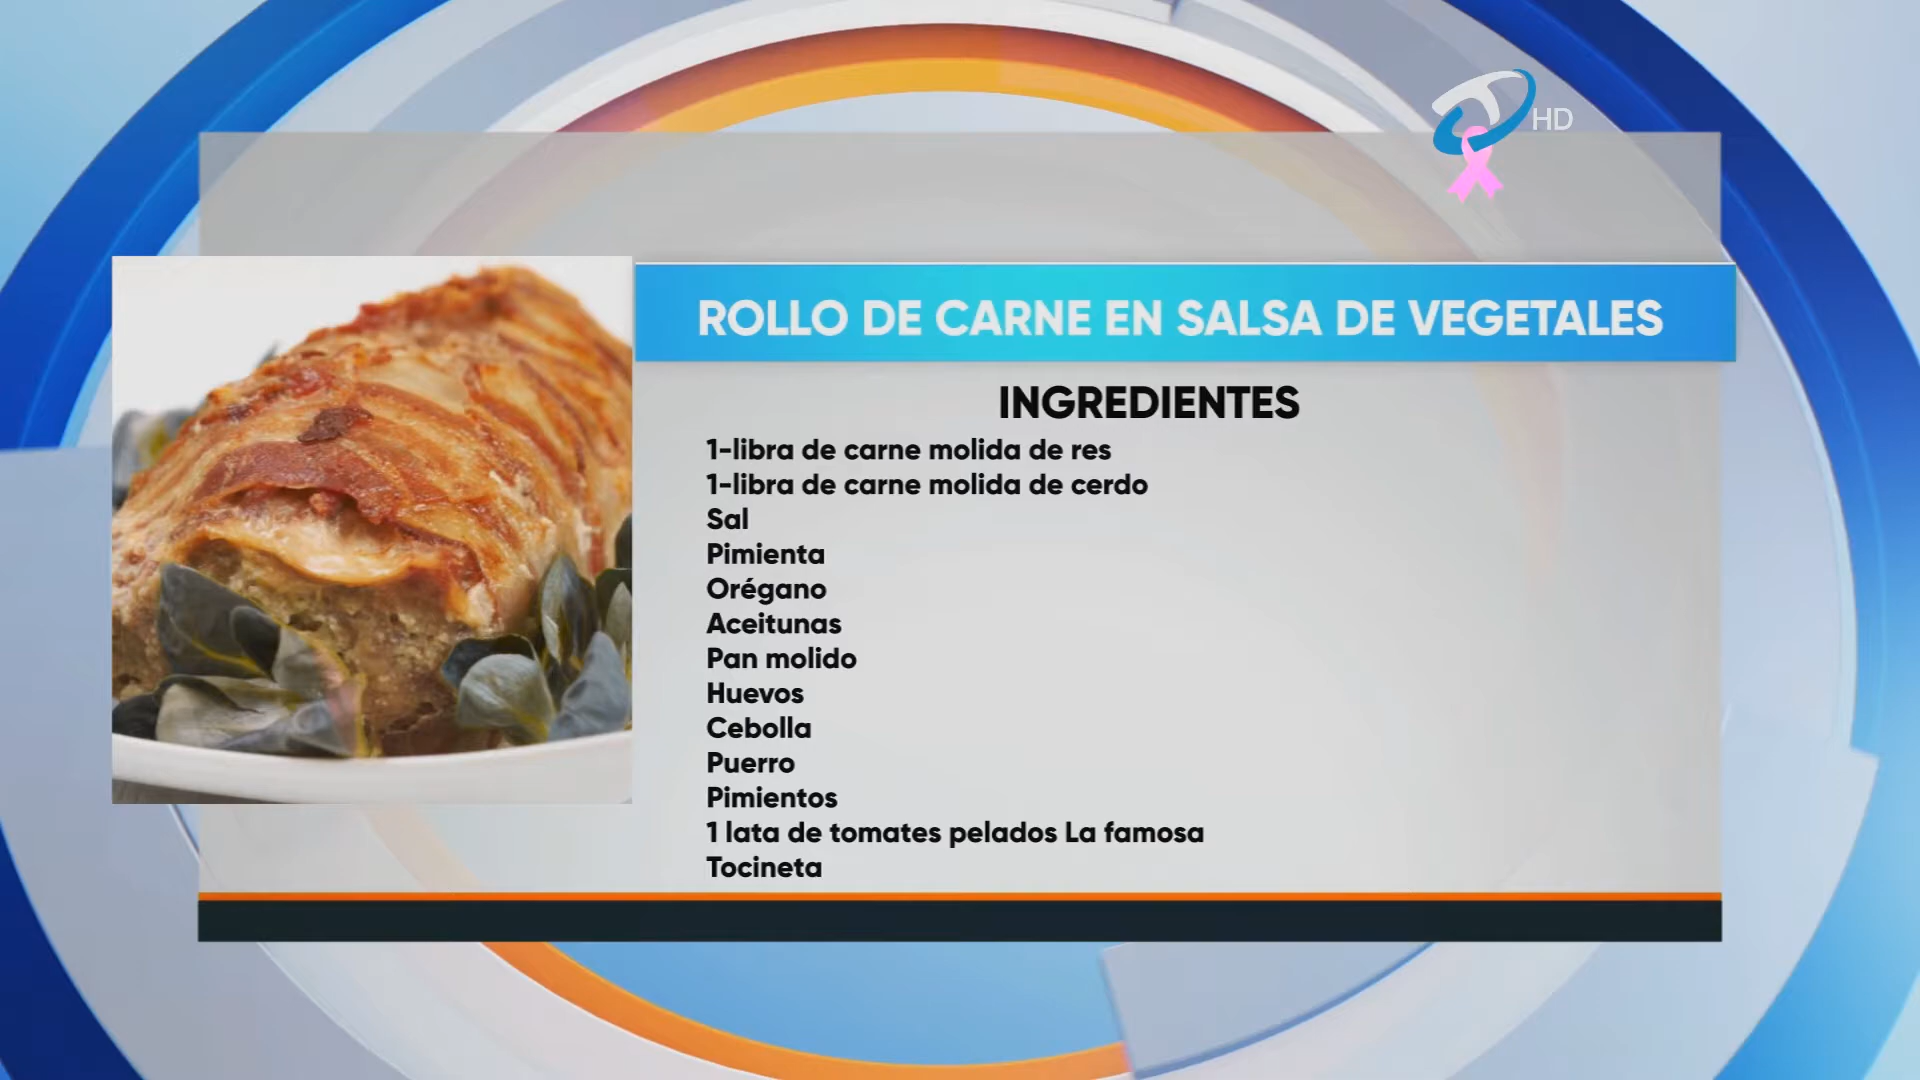 HD
ROLLO DE CARNE EN SALSA DE VEGETALES
INGREDIENTES
1-libra de carne molida de res
1-libra de carne molida de cerdo
Sal
Pimienta
Orégano
Aceitunas
Pan molido
Huevos
Cebolla
Puerro
Pimientos
1 lata de tomates pelados La famosa
Tocineta